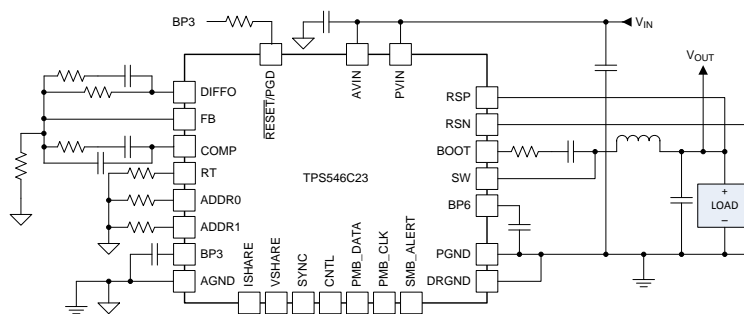 BP3
VIN
VOUT
RESET/PGD
AVIN
PVIN
DIFFO
FB
COMP
RT
ADDR0
ADDR1
BP3
AGND
TPS546C23
RSP
RSN
BOOT
SW
BP6
PGND
DRGND
ISHARE
VSHARE
SYNC
CNTL
PMB_DATA
PMB_CLK
SMB_ALERT
+
LOAD
–